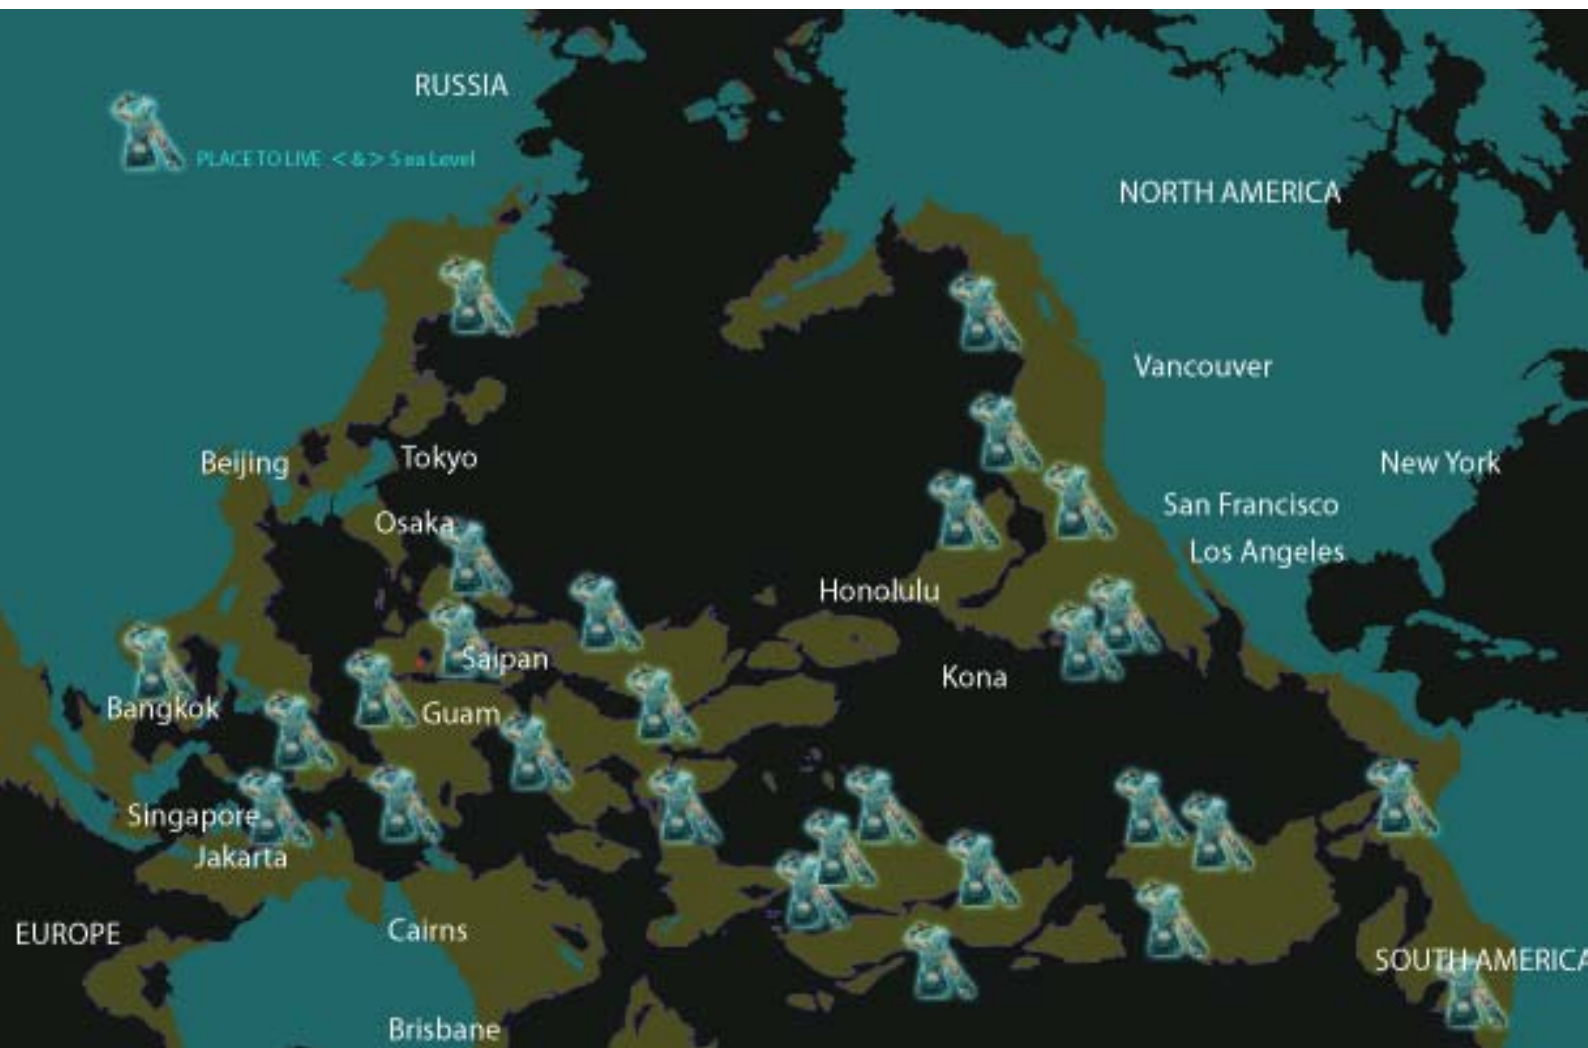 RUSSIA
PLACE TO LIVE < & > Sea Level
NORTH AMERICA
Vancouver
Beijing
Tokyo
New York
San Francisco
Osaka
Los Angeles
Honolulu
Saipan
Kona
Bangkok
Guam
Singapore
Jakarta
EUROPE
Cairns
SOUTH AMERICA
Brisbane